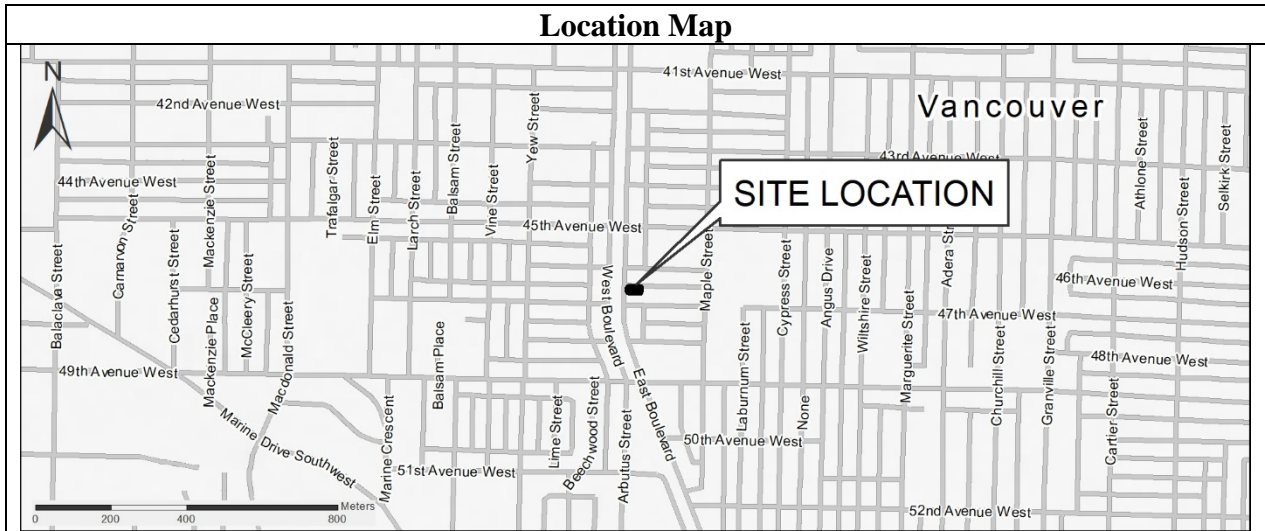 Location Map
N
41st Avenue West
42nd Avenue West
Vancouver
43rd Avenue West
44th Avenue West
45th Avenue West
SITE LOCATION
46th Avenue West
47th Avenue West
48th Avenue West
49th Avenue West
50th Avenue West
51st Avenue West
52nd Avenue West
Balaclava Street
Carnarvon Street
Cedarhurst Street
Mackenzie Street
Mackenzie Place
McCleery Street
Macdonald Street
Marine Drive Southwest
Trafalgar Street
Elm Street
Marine Crescent
Larch Street
Balsam Street
Balsam Place
Vine Street
Yew Street
Lime Street
Beechwood Street
West Boulevard
Arbutus Street
East Boulevard
Maple Street
Laburnum Street
Cypress Street
None
Angus Drive
Wiltshire Street
Marguerite Street
Adera Str
Churchill Street
Granville Street
Cartier Street
Athlone Street
Hudson Street
Selkirk Street
Meters
0 200 400 800